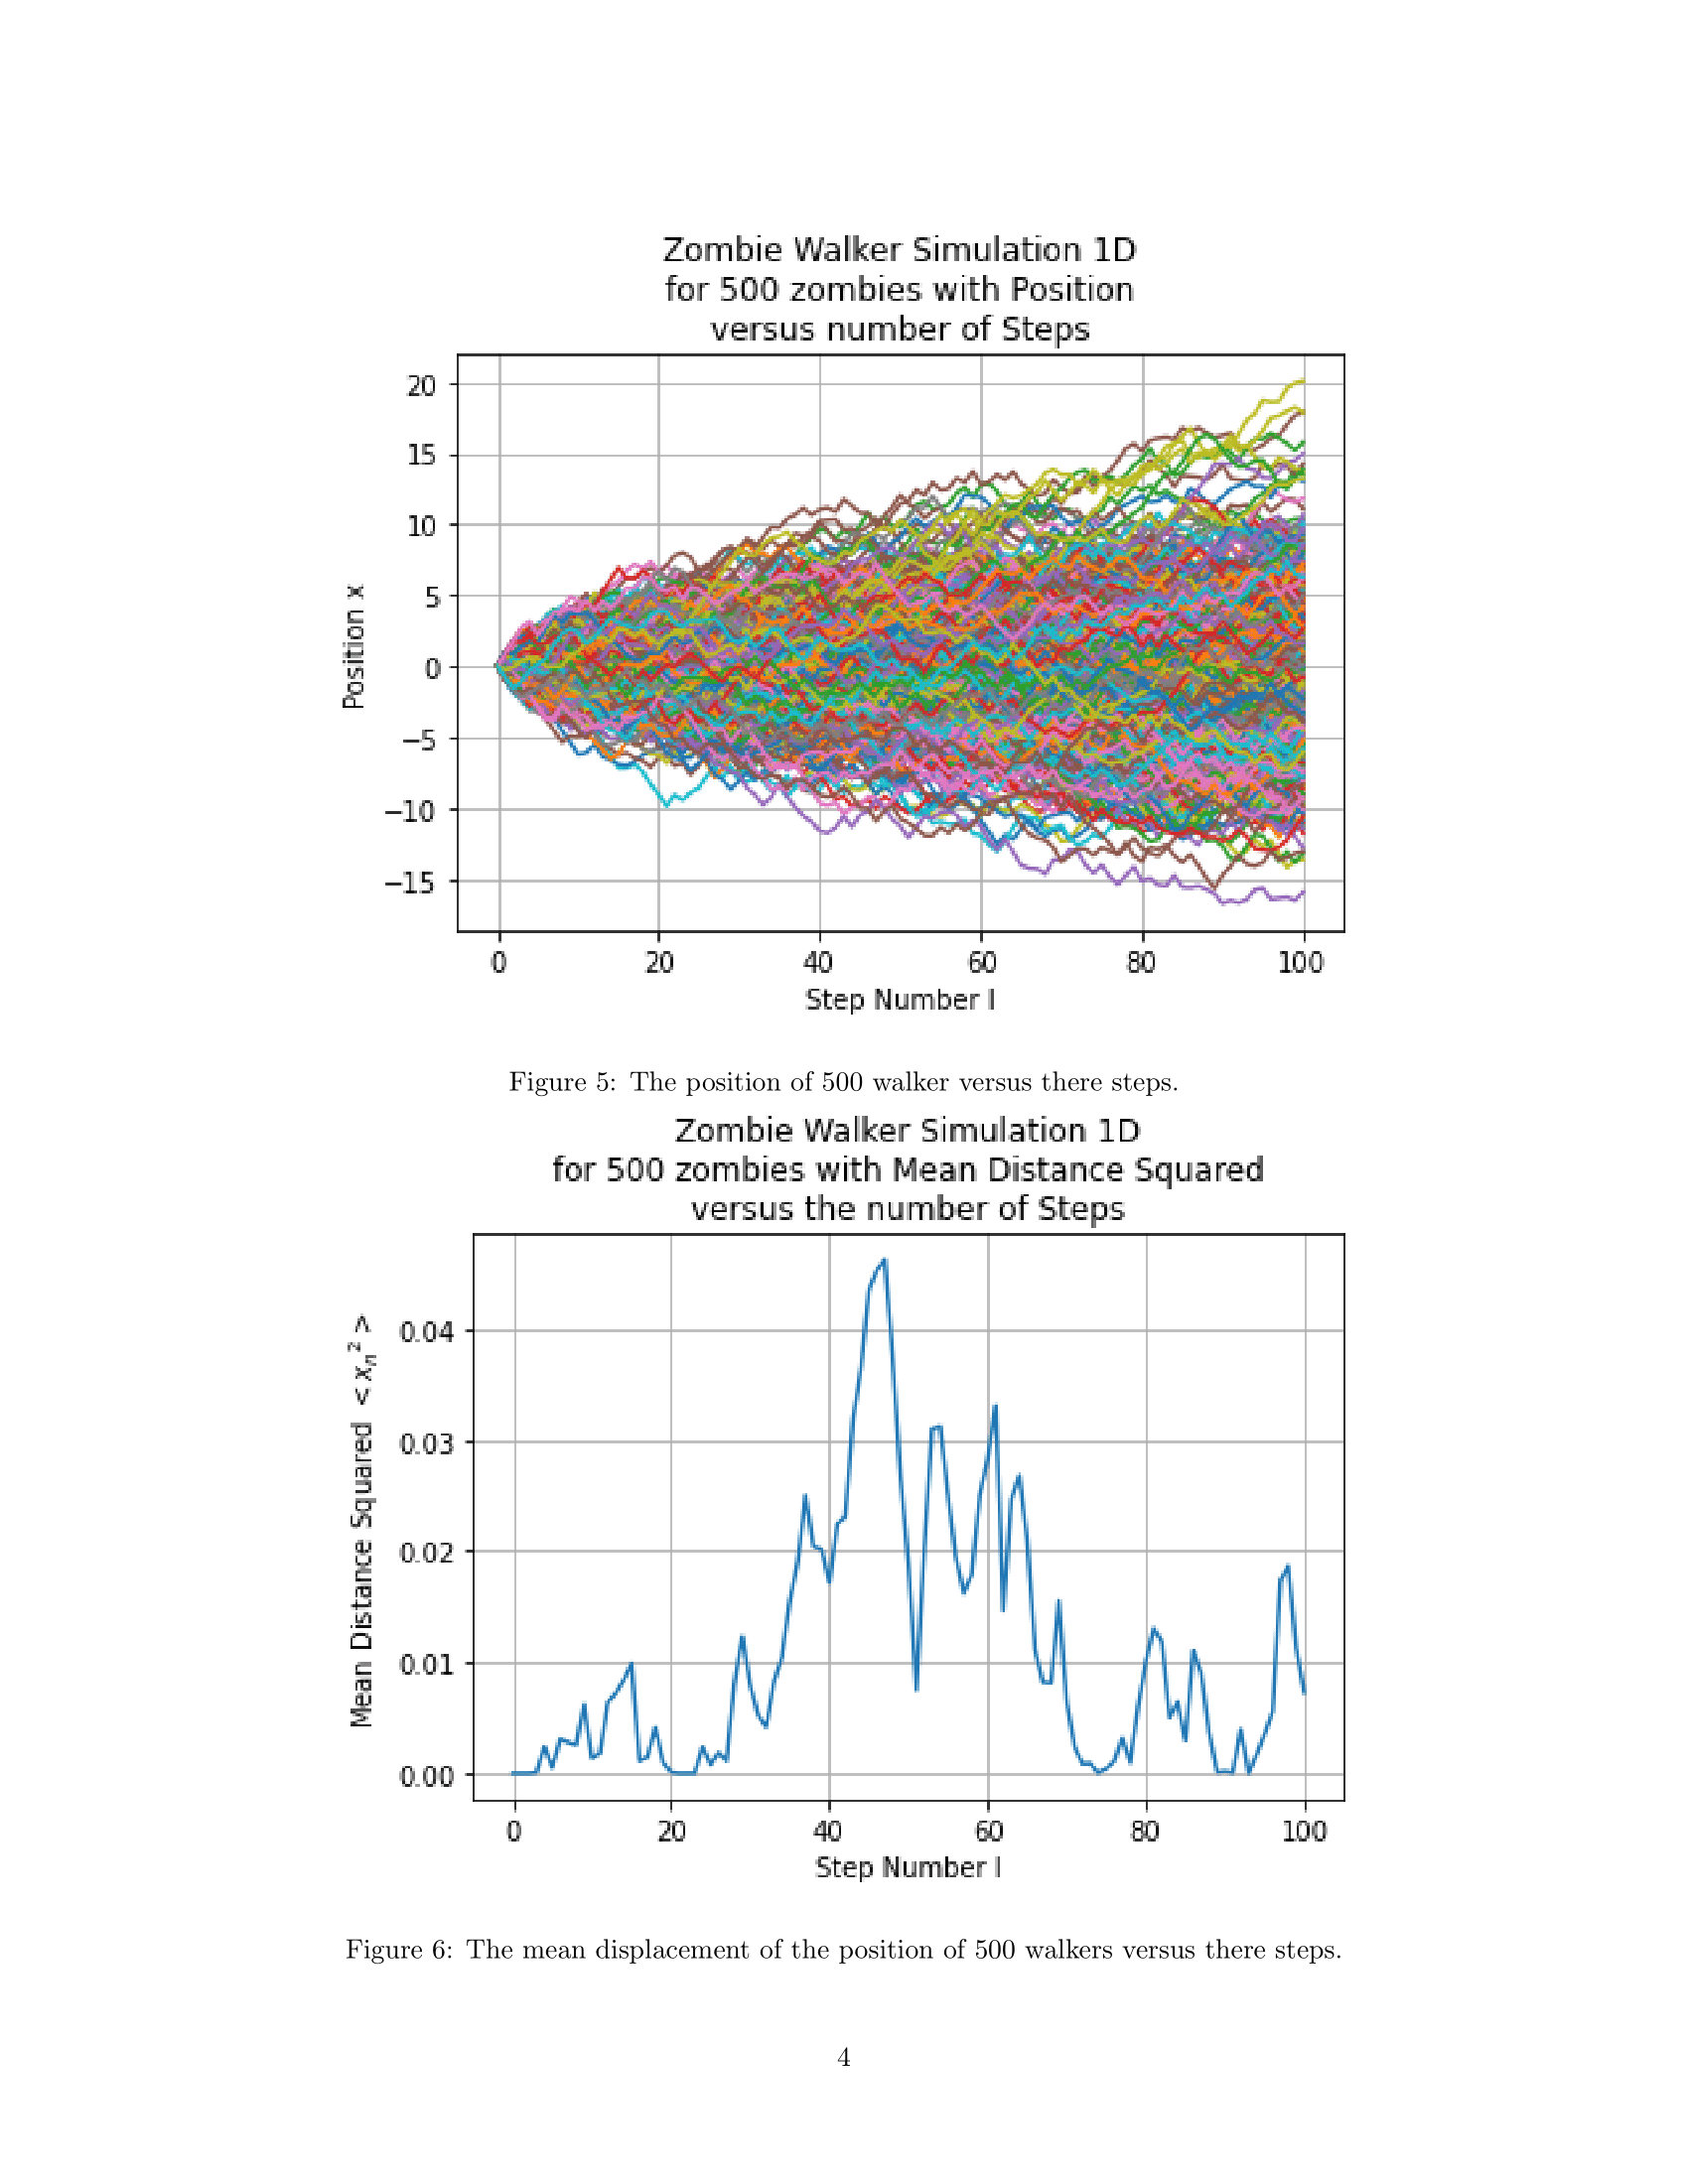 Zombie Walker Simulation 1D
for 500 zombies with Position
versus number of Steps
20
15
10
5
0
−5
−10
−15
Position x
0 20 40 60 80 100
Step Number I
Figure 5: The position of 500 walker versus there steps.
Zombie Walker Simulation 1D
for 500 zombies with Mean Distance Squared
versus the number of Steps
0.04
0.03
0.02
0.01
0.00
Mean Distance Squared < xₙ² >
0 20 40 60 80 100
Step Number I
Figure 6: The mean displacement of the position of 500 walkers versus there steps.
4